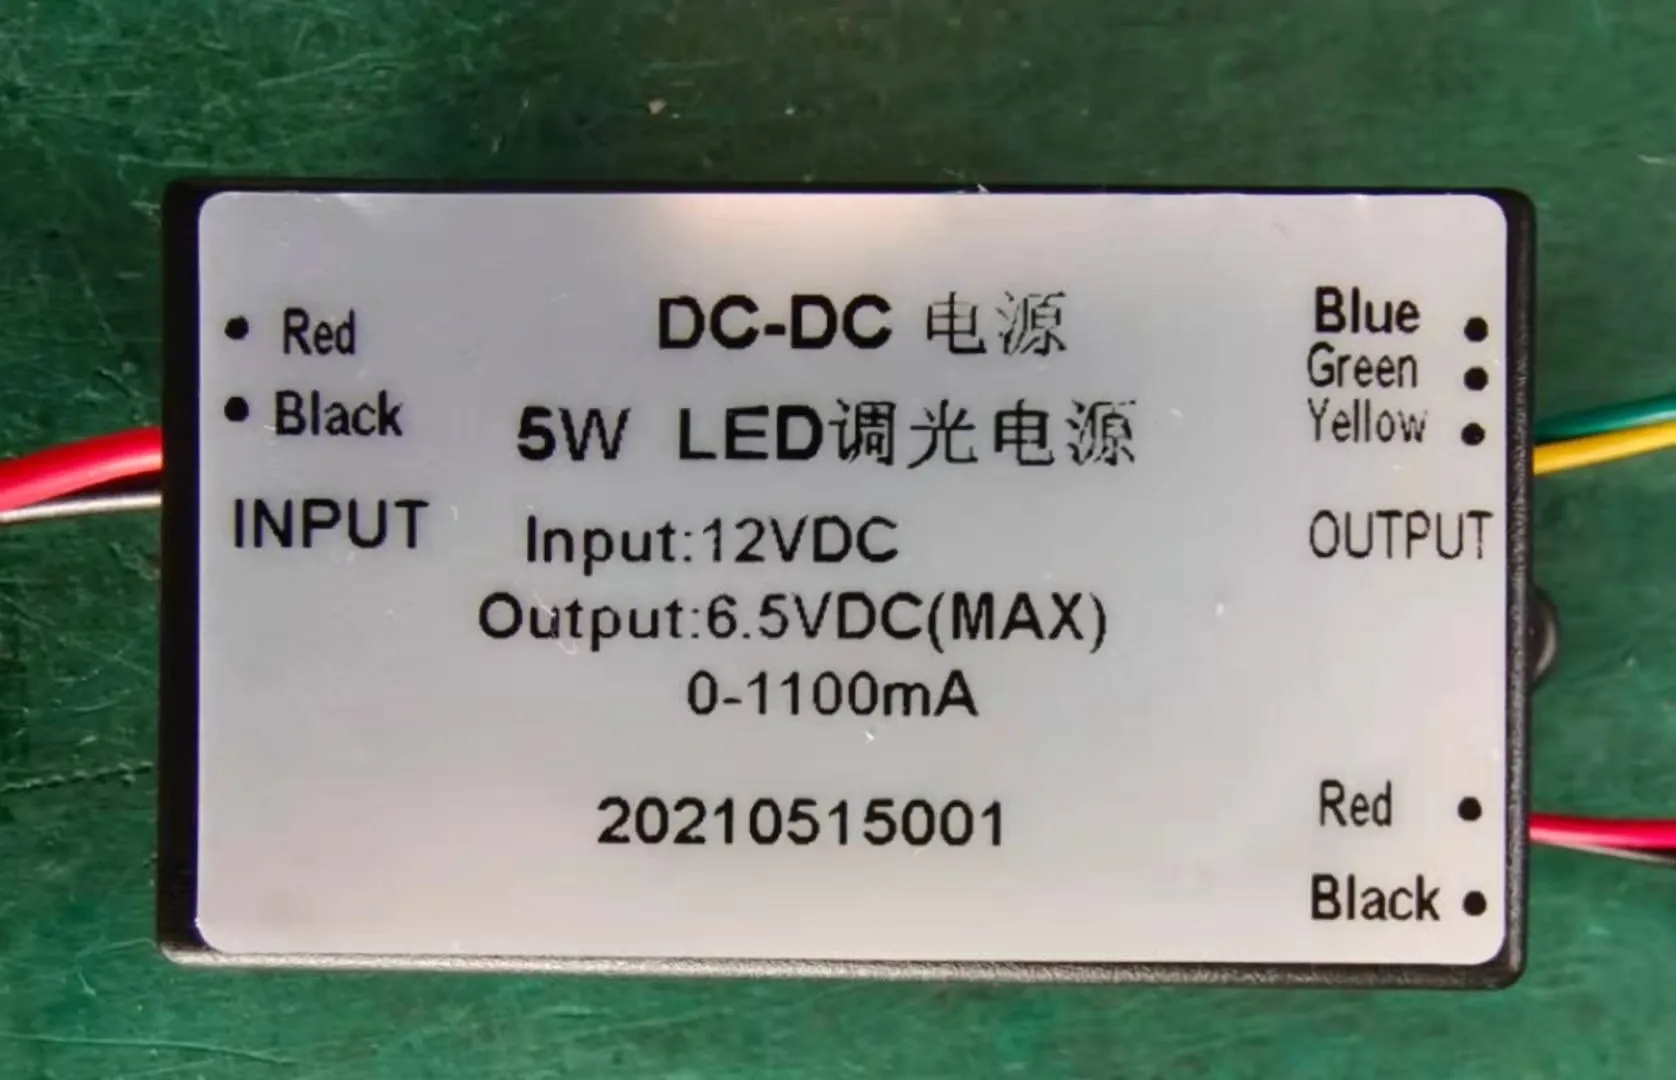 Red
Black
INPUT
DC-DC 电源
5W LED调光电源
Input:12VDC
Output:6.5VDC(MAX)
0-1100mA
20210515001
Blue
Green
Yellow
OUTPUT
Red
Black